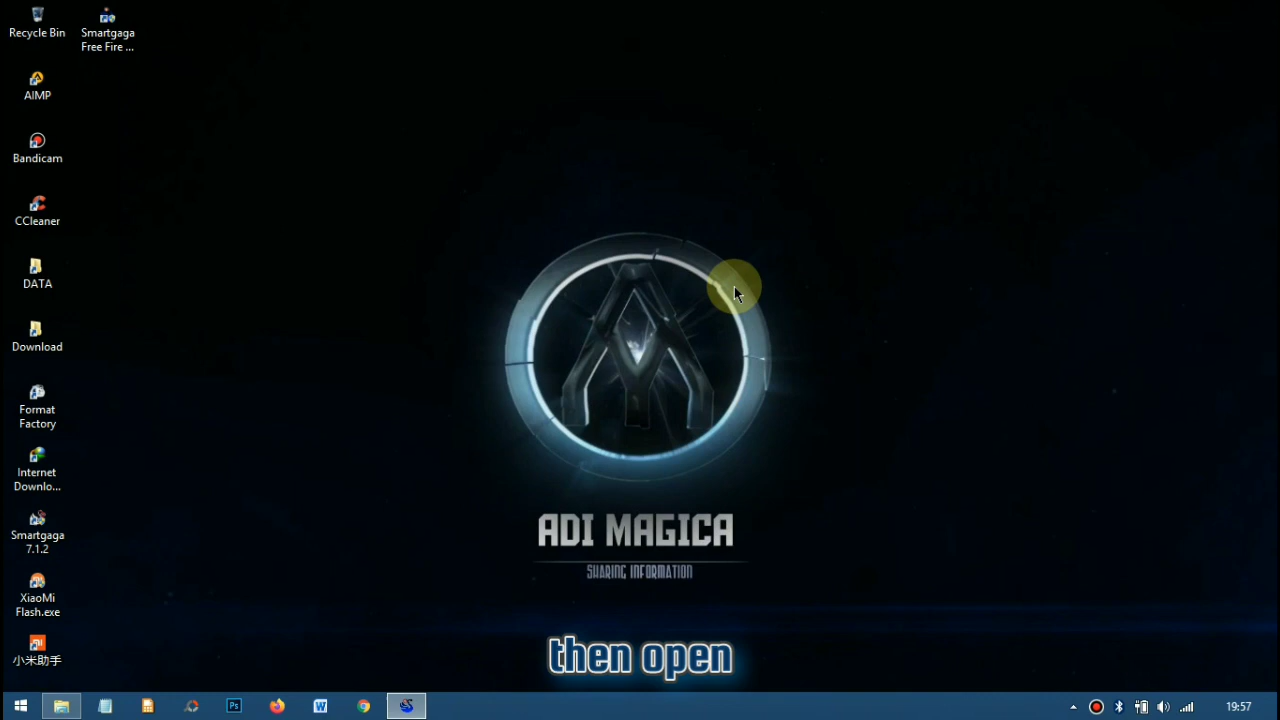 Recycle Bin
Smartgaga
Free Fire ...
AIMP
Bandicam
CCleaner
DATA
Download
Format
Factory
Internet
Downlo...
Smartgaga
7.1.2
XiaoMi
Flash.exe
小米助手
ADI MAGICA
SHARING INFORMATION
then open
19:57